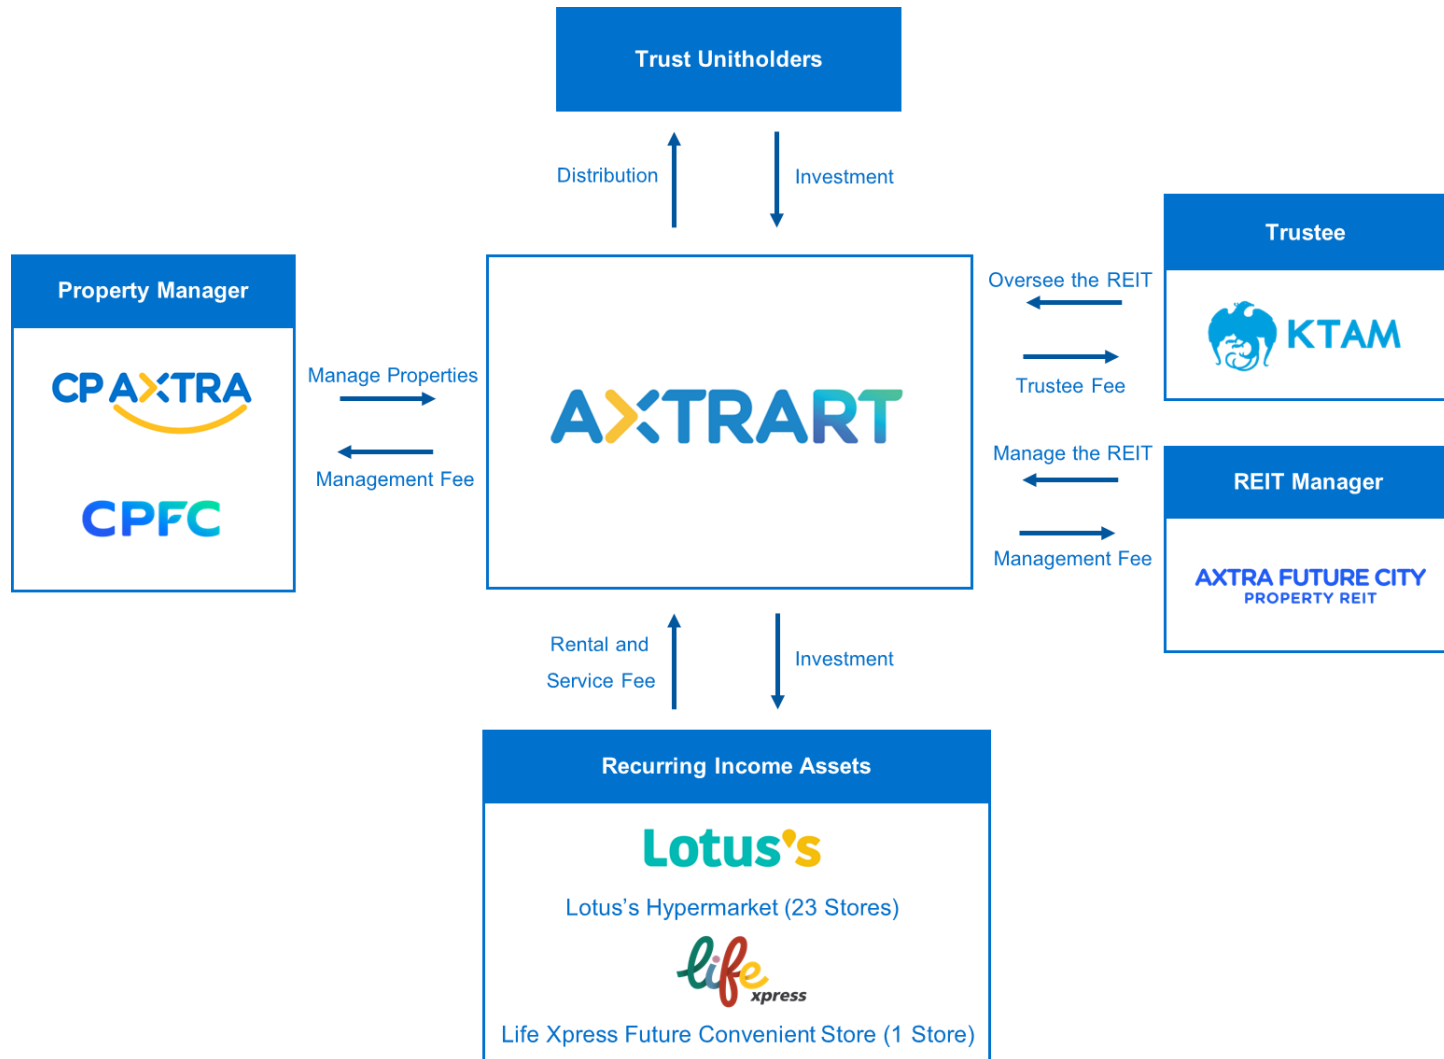 Trust Unitholders
Distribution
Investment
Trustee
KTAM
Oversee the REIT
Trustee Fee
Property Manager
CP AXTRA
CPFC
Manage Properties
Management Fee
AXTRART
Manage the REIT
Management Fee
REIT Manager
AXTRA FUTURE CITY
PROPERTY REIT
Rental and
Service Fee
Investment
Recurring Income Assets
Lotus's
Lotus’s Hypermarket (23 Stores)
life
xpress
Life Xpress Future Convenient Store (1 Store)